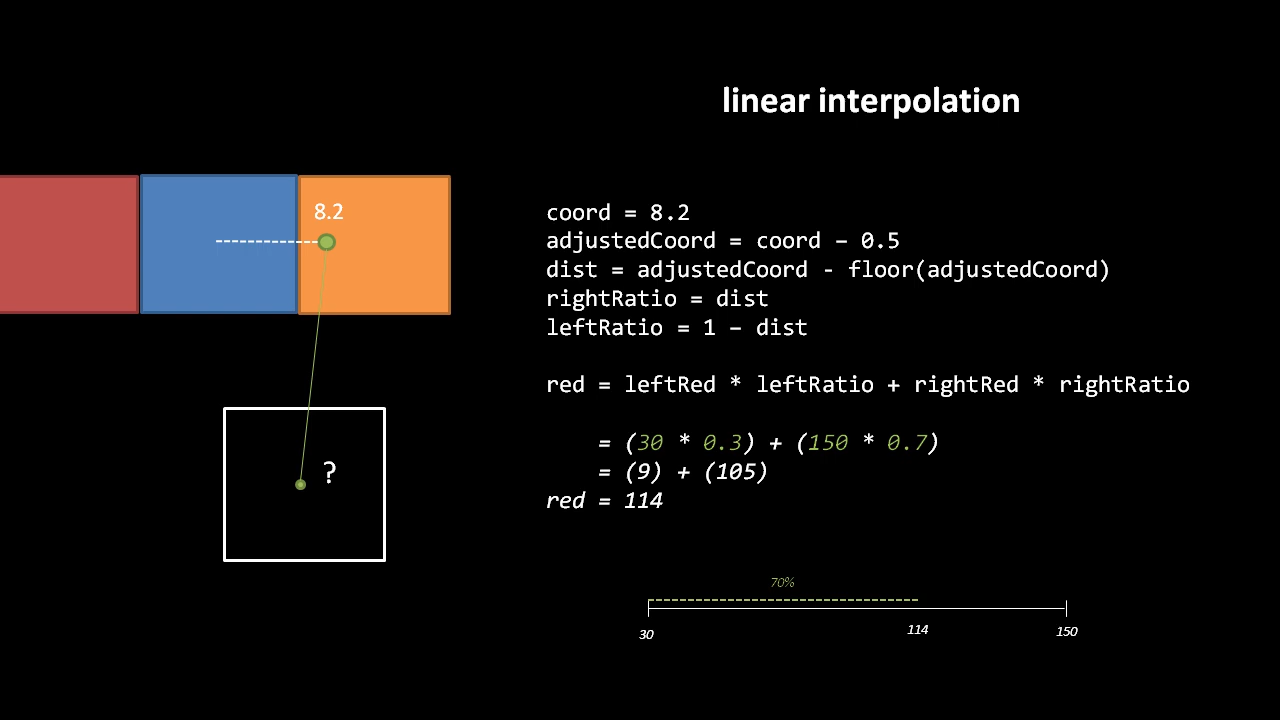 linear interpolation
8.2
coord = 8.2
adjustedCoord = coord – 0.5
dist = adjustedCoord - floor(adjustedCoord)
rightRatio = dist
leftRatio = 1 – dist
red = leftRed * leftRatio + rightRed * rightRatio
= (30 * 0.3) + (150 * 0.7)
= (9) + (105)
red = 114
?
70%
30
114
150